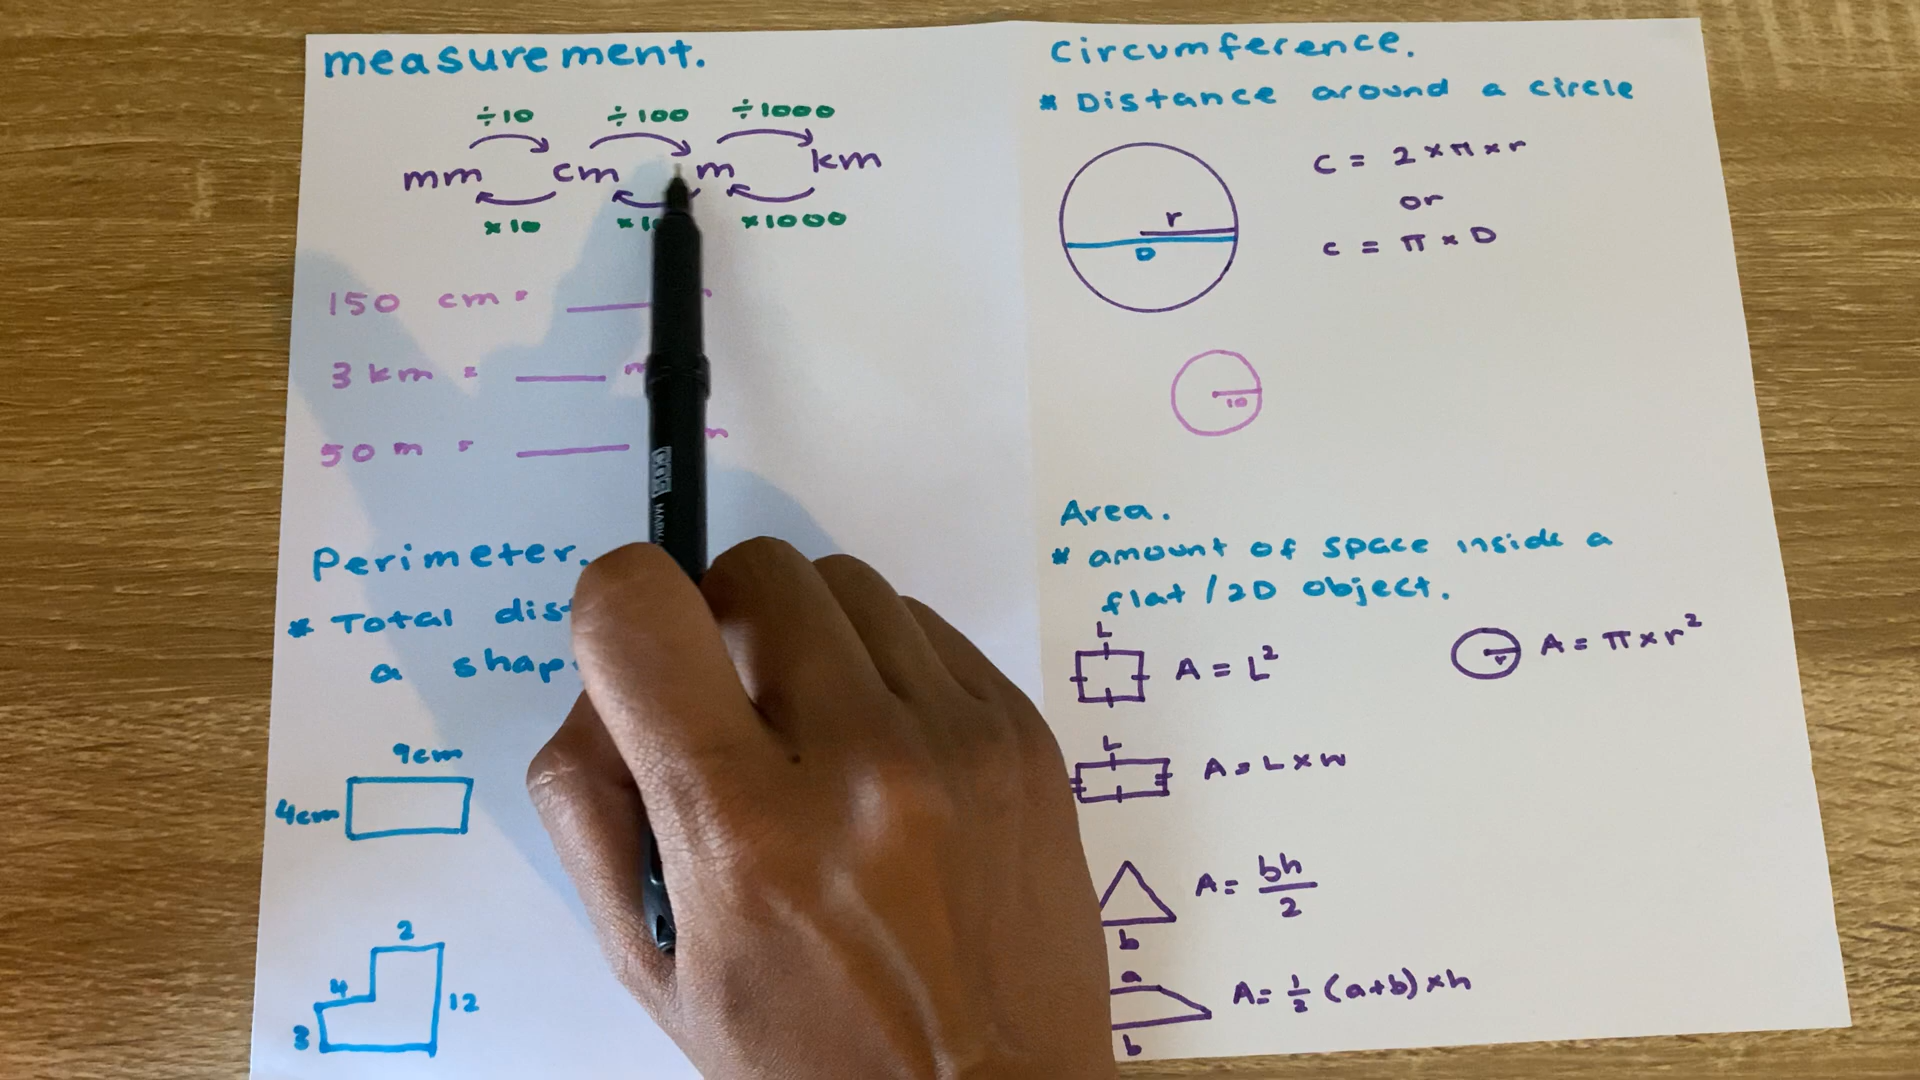 measurement.
÷10 ÷100 ÷1000
mm cm m km
×10 ×1000
150 cm =
3 km =
50 m =
Perimeter.
* Total
a
9cm
4cm
2
4
12
3
Circumference.
* Distance around a circle
r
D
C = 2 × π × r
or
C = π × D
10
Area.
* amount of space inside a
flat / 2D object.
L
A = L²
r
A = π × r²
L
A = L × W
A = bh/2
b
a
A = 1/2 (a+b) × h
b